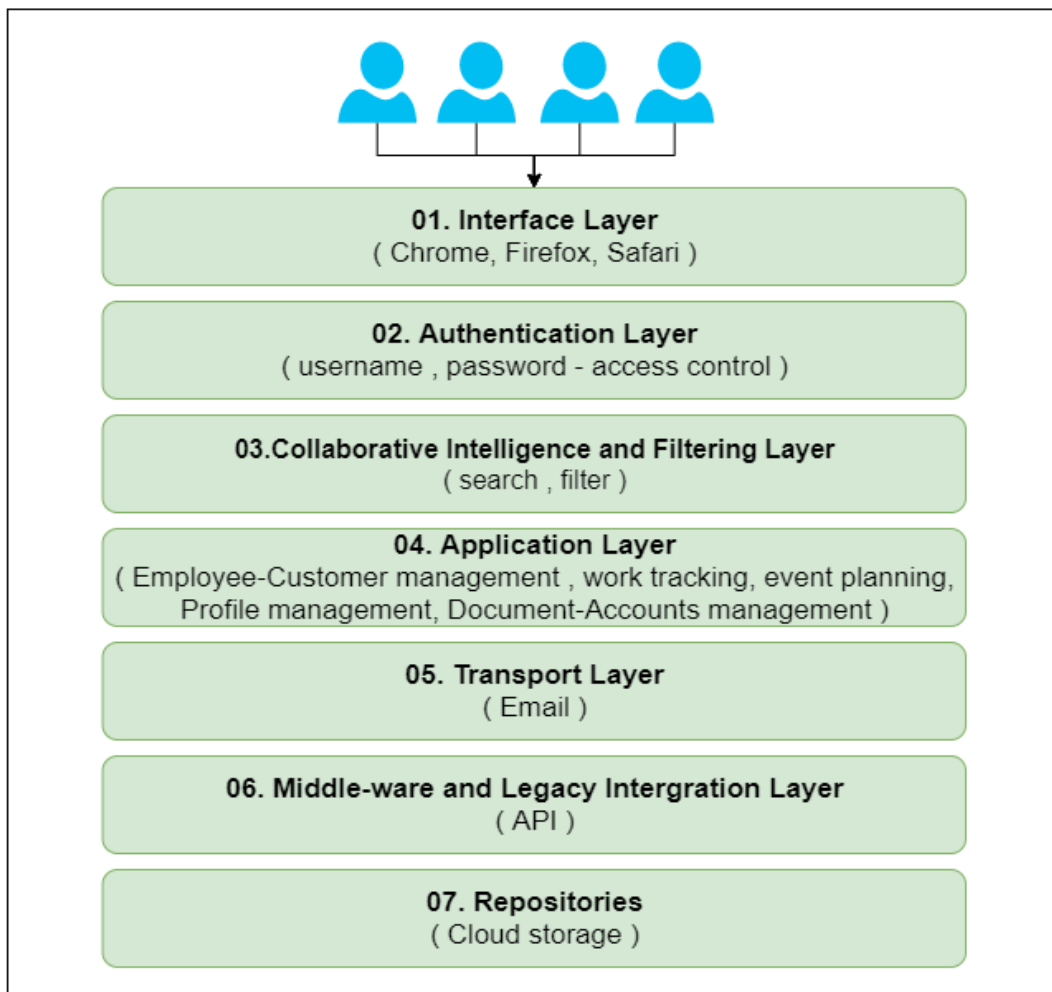 01. Interface Layer
( Chrome, Firefox, Safari )
02. Authentication Layer
( username , password - access control )
03.Collaborative Intelligence and Filtering Layer
( search , filter )
04. Application Layer
( Employee-Customer management , work tracking, event planning,
Profile management, Document-Accounts management )
05. Transport Layer
( Email )
06. Middle-ware and Legacy Intergration Layer
( API )
07. Repositories
( Cloud storage )